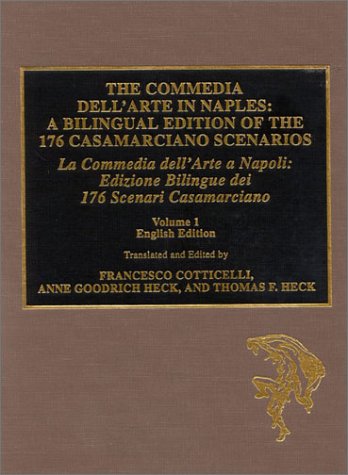 THE COMMEDIA
DELL'ARTE IN NAPLES:
A BILINGUAL EDITION OF THE
176 CASAMARCIANO SCENARIOS
La Commedia dell'Arte a Napoli:
Edizione Bilingue dei
176 Scenari Casamarciano
Volume 1
English Edition
Translated and Edited by
FRANCESCO COTTICELLI,
ANNE GOODRICH HECK, AND THOMAS F. HECK